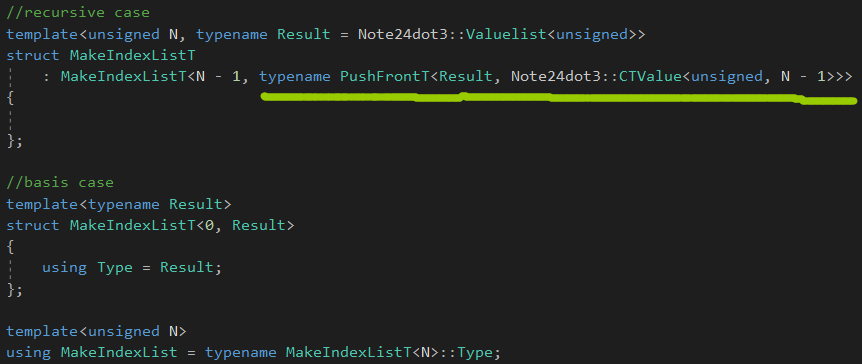 //recursive case
template<unsigned N, typename Result = Note24dot3::Valuelist<unsigned>>
struct MakeIndexListT
    : MakeIndexListT<N - 1, typename PushFrontT<Result, Note24dot3::CTValue<unsigned, N - 1>>>
{
};
//basis case
template<typename Result>
struct MakeIndexListT<0, Result>
{
    using Type = Result;
};
template<unsigned N>
using MakeIndexList = typename MakeIndexListT<N>::Type;